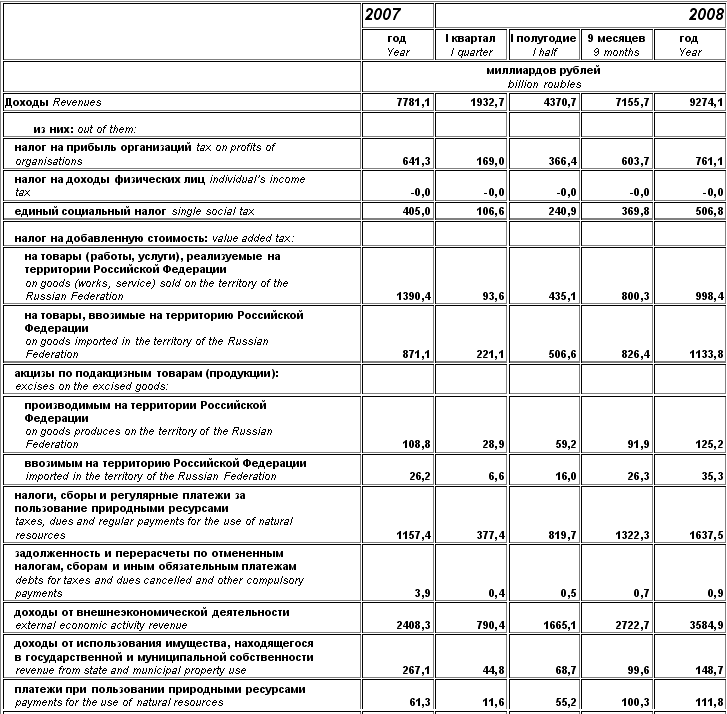 2007 2008
год I квартал I полугодие 9 месяцев год
Year I quarter I half 9 months Year
миллиардов рублей
billion roubles
Доходы Revenues 7781,1 1932,7 4370,7 7155,7 9274,1
из них: out of them:
налог на прибыль организаций tax on profits of
organisations 641,3 169,0 366,4 603,7 761,1
налог на доходы физических лиц individual's income
tax -0,0 -0,0 -0,0 -0,0 -0,0
единый социальный налог single social tax 405,0 106,6 240,9 369,8 506,8
налог на добавленную стоимость: value added tax:
на товары (работы, услуги), реализуемые на
территории Российской Федерации
on goods (works, service) sold on the territory of the
Russian Federation 1390,4 93,6 435,1 800,3 998,4
на товары, ввозимые на территорию Российской
Федерации
on goods imported in the territory of the Russian
Federation 871,1 221,1 506,6 826,4 1133,8
акцизы по подакцизным товарам (продукции):
excises on the excised goods:
производимым на территории Российской
Федерации
on goods produces on the territory of the Russian
Federation 108,8 28,9 59,2 91,9 125,2
ввозимым на территорию Российской Федерации
imported in the territory of the Russian Federation 26,2 6,6 16,0 26,3 35,3
налоги, сборы и регулярные платежи за
пользование природными ресурсами
taxes, dues and regular payments for the use of natural
resources 1157,4 377,4 819,7 1322,3 1637,5
задолженность и перерасчеты по отмененным
налогам, сборам и иным обязательным платежам
debts for taxes and dues cancelled and other compulsory
payments 3,9 0,4 0,5 0,7 0,9
доходы от внешнеэкономической деятельности
external economic activity revenue 2408,3 790,4 1665,1 2722,7 3584,9
доходы от использования имущества, находящегося
в государственной и муниципальной собственности
revenue from state and municipal property use 267,1 44,8 68,7 99,6 148,7
платежи при пользовании природными ресурсами
payments for the use of natural resources 61,3 11,6 55,2 100,3 111,8